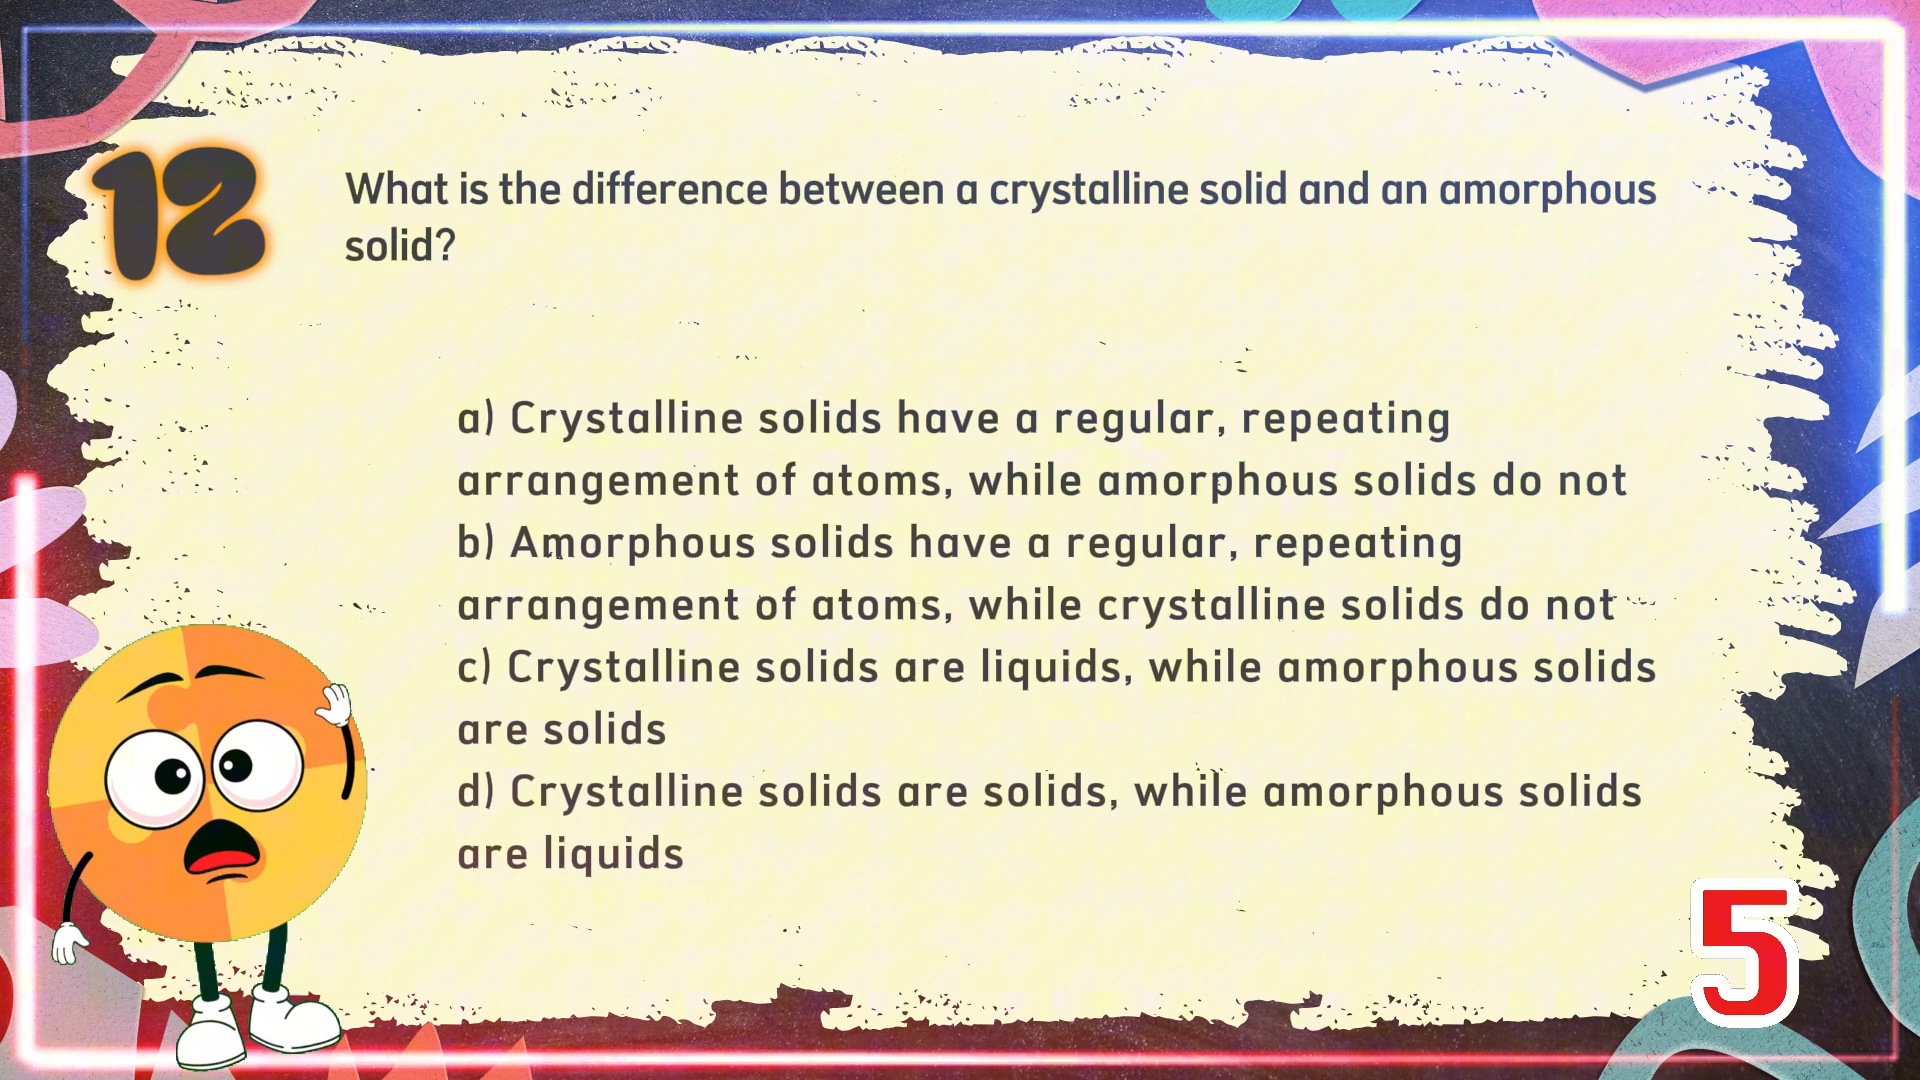 12
What is the difference between a crystalline solid and an amorphous
solid?
a) Crystalline solids have a regular, repeating
arrangement of atoms, while amorphous solids do not
b) Amorphous solids have a regular, repeating
arrangement of atoms, while crystalline solids do not
c) Crystalline solids are liquids, while amorphous solids
are solids
d) Crystalline solids are solids, while amorphous solids
are liquids
5